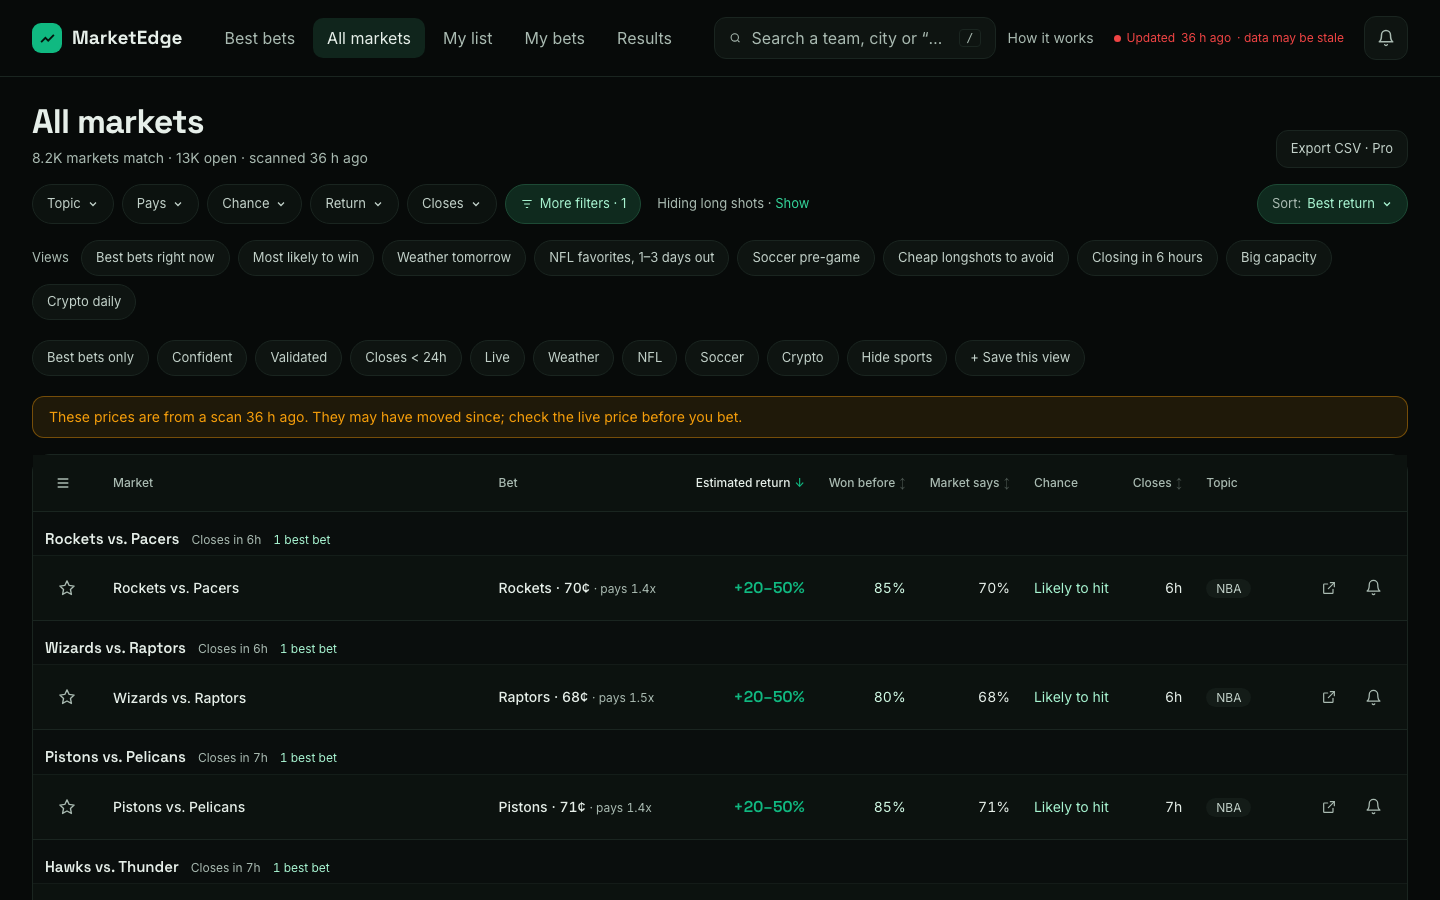 MarketEdge
Best bets
All markets
My list
My bets
Results
Search a team, city or “...
/
How it works
Updated 36 h ago · data may be stale
All markets
8.2K markets match · 13K open · scanned 36 h ago
Export CSV · Pro
Topic
Pays
Chance
Return
Closes
More filters · 1
Hiding long shots · Show
Sort: Best return
Views
Best bets right now
Most likely to win
Weather tomorrow
NFL favorites, 1–3 days out
Soccer pre-game
Cheap longshots to avoid
Closing in 6 hours
Big capacity
Crypto daily
Best bets only
Confident
Validated
Closes < 24h
Live
Weather
NFL
Soccer
Crypto
Hide sports
+ Save this view
These prices are from a scan 36 h ago. They may have moved since; check the live price before you bet.
Market Bet Estimated return Won before Market says Chance Closes Topic
Rockets vs. Pacers Closes in 6h 1 best bet
Rockets vs. Pacers Rockets · 70¢ · pays 1.4x +20–50% 85% 70% Likely to hit 6h NBA
Wizards vs. Raptors Closes in 6h 1 best bet
Wizards vs. Raptors Raptors · 68¢ · pays 1.5x +20–50% 80% 68% Likely to hit 6h NBA
Pistons vs. Pelicans Closes in 7h 1 best bet
Pistons vs. Pelicans Pistons · 71¢ · pays 1.4x +20–50% 85% 71% Likely to hit 7h NBA
Hawks vs. Thunder Closes in 7h 1 best bet